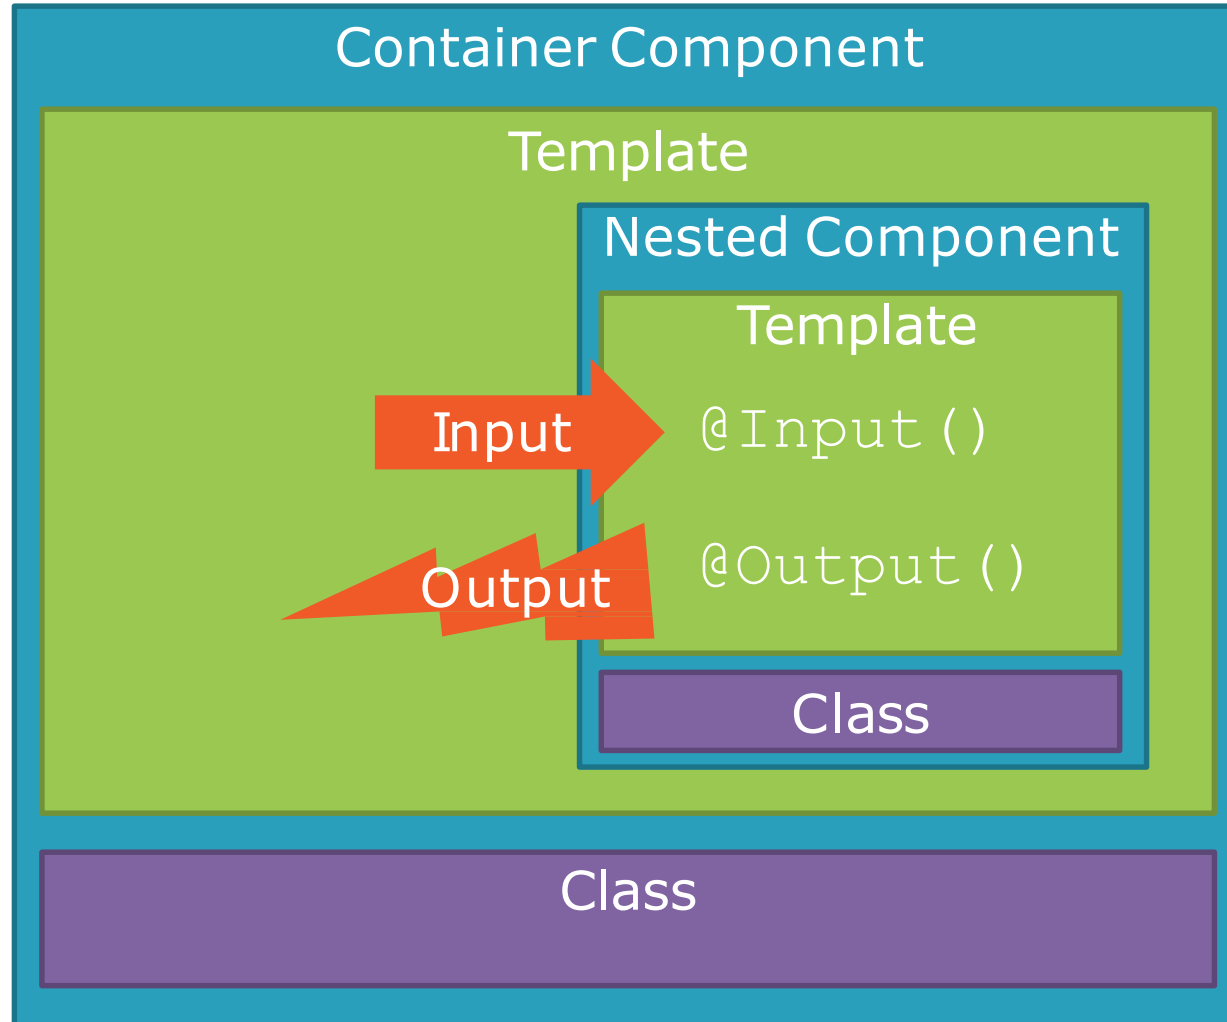 Container Component
Template
Nested Component
Template
Input
@Input()
Output
@Output()
Class
Class